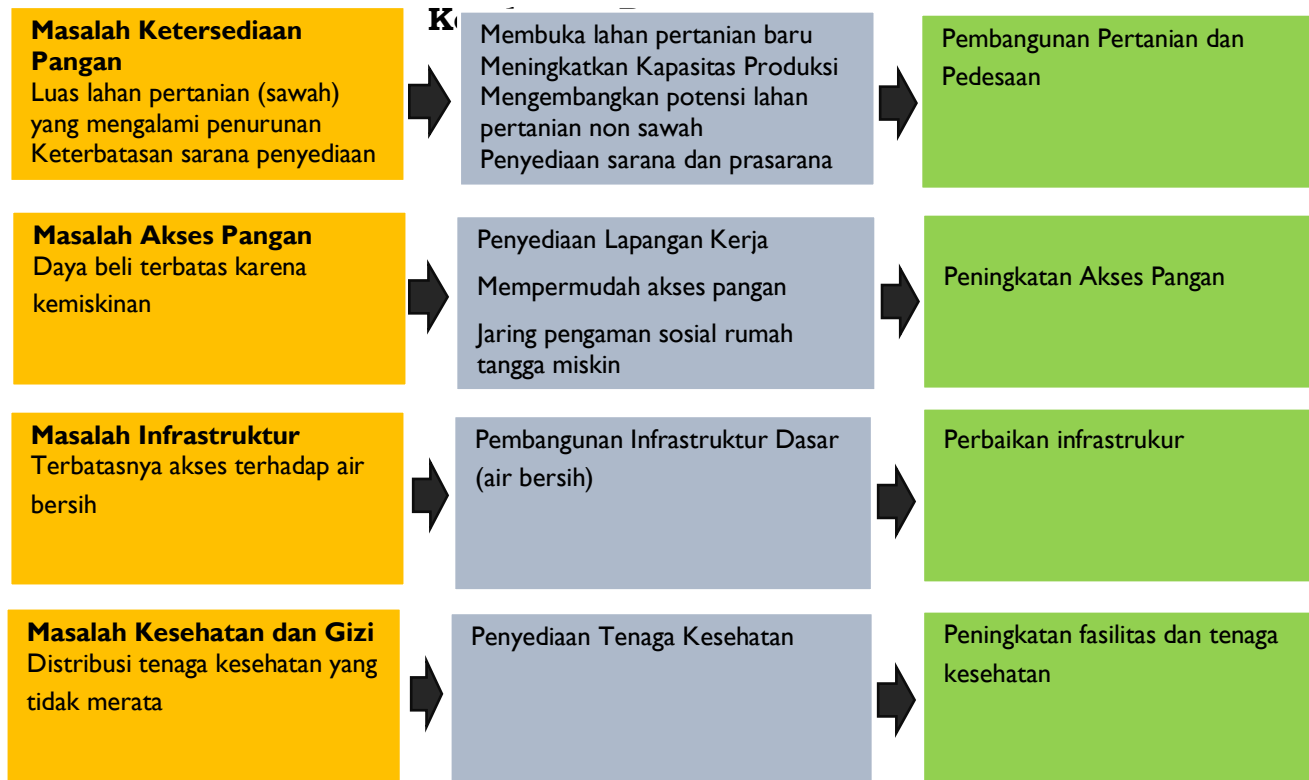 Masalah Ketersediaan
Pangan
Luas lahan pertanian (sawah)
yang mengalami penurunan
Keterbatasan sarana penyediaan
Membuka lahan pertanian baru
Meningkatkan Kapasitas Produksi
Mengembangkan potensi lahan
pertanian non sawah
Penyediaan sarana dan prasarana
Pembangunan Pertanian dan
Pedesaan
Masalah Akses Pangan
Daya beli terbatas karena
kemiskinan
Penyediaan Lapangan Kerja
Mempermudah akses pangan
Jaring pengaman sosial rumah
tangga miskin
Peningkatan Akses Pangan
Masalah Infrastruktur
Terbatasnya akses terhadap air
bersih
Pembangunan Infrastruktur Dasar
(air bersih)
Perbaikan infrastrukur
Masalah Kesehatan dan Gizi
Distribusi tenaga kesehatan yang
tidak merata
Penyediaan Tenaga Kesehatan
Peningkatan fasilitas dan tenaga
kesehatan